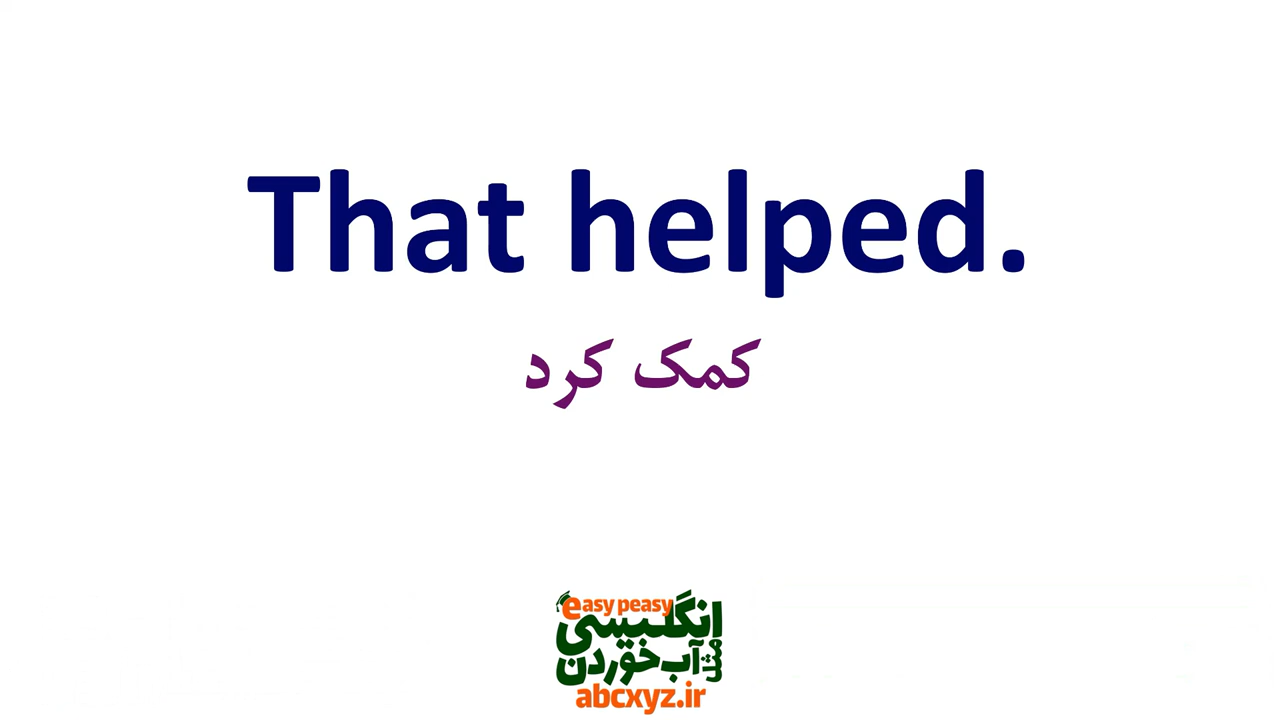 That helped.
کمک کرد
easy peasy
انگلیسی
مثل آب خوردن
abcxyz.ir